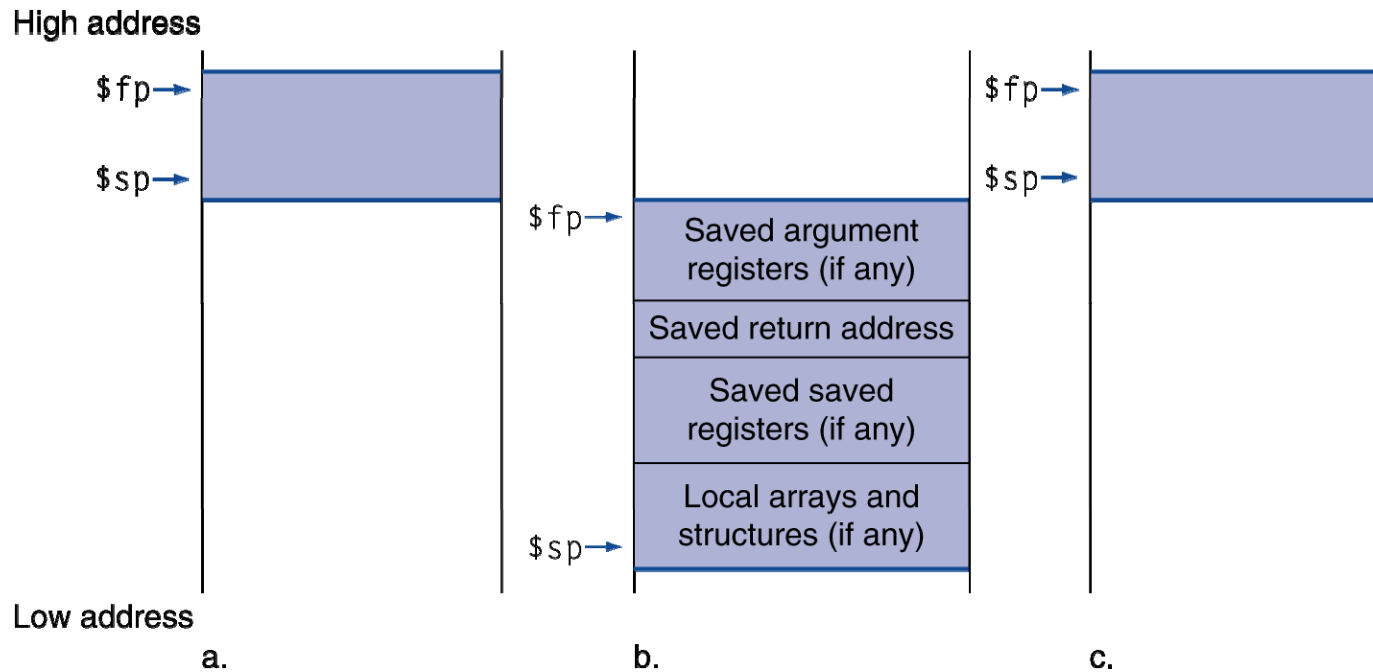 High address
$fp
$sp
$fp
Saved argument
registers (if any)
Saved return address
Saved saved
registers (if any)
Local arrays and
structures (if any)
$sp
$fp
$sp
Low address
a.
b.
c.